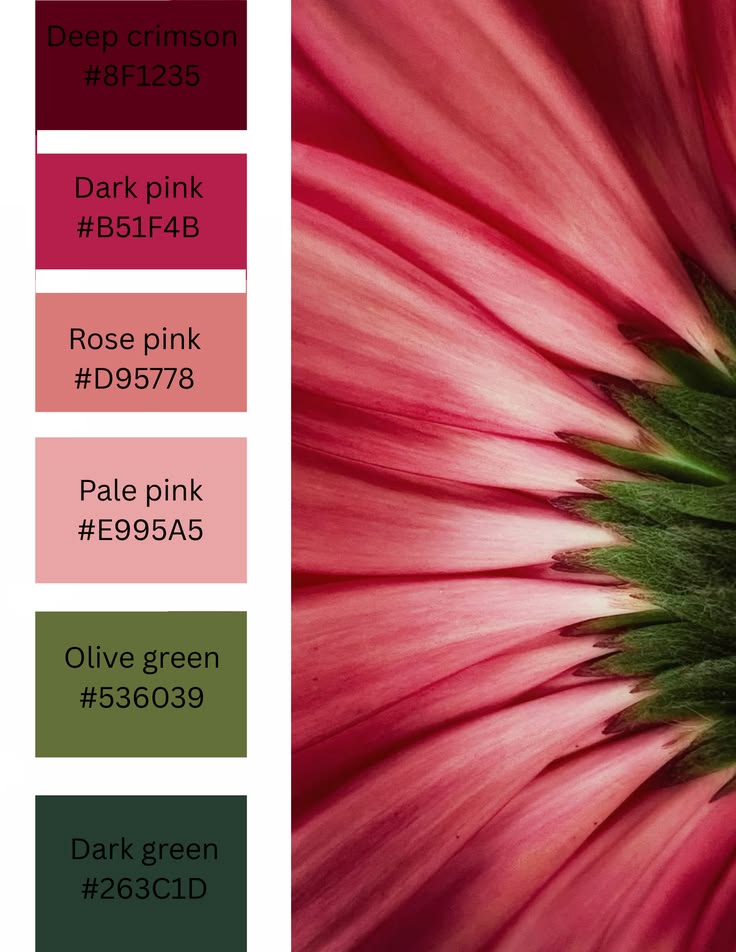 Deep crimson
#8F1235
Dark pink
#B51F4B
Rose pink
#D95778
Pale pink
#E995A5
Olive green
#536039
Dark green
#263C1D